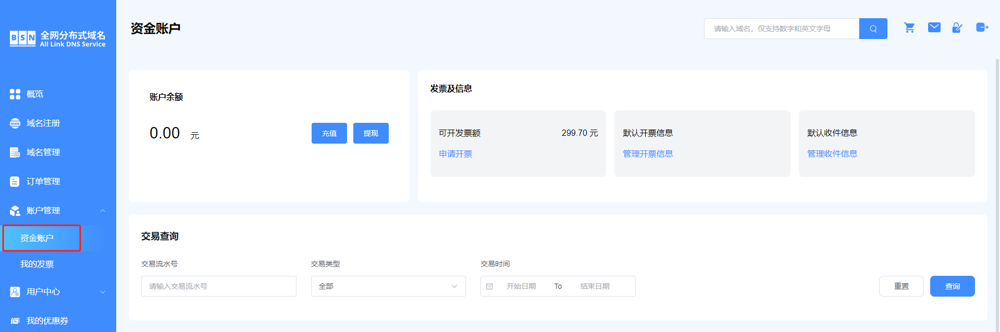 BSN 全网分布式域名
All Link DNS Service
概览
域名注册
域名管理
订单管理
账户管理
资金账户
我的发票
用户中心
我的优惠券
资金账户
请输入域名，仅支持数字和英文字母
账户余额
0.00 元
充值 提现
发票及信息
可开发票额 299.70 元
申请开票
默认开票信息
管理开票信息
默认收件信息
管理收件信息
交易查询
交易流水号 交易类型 交易时间
请输入交易流水号 全部 开始日期 To 结束日期 重置 查询